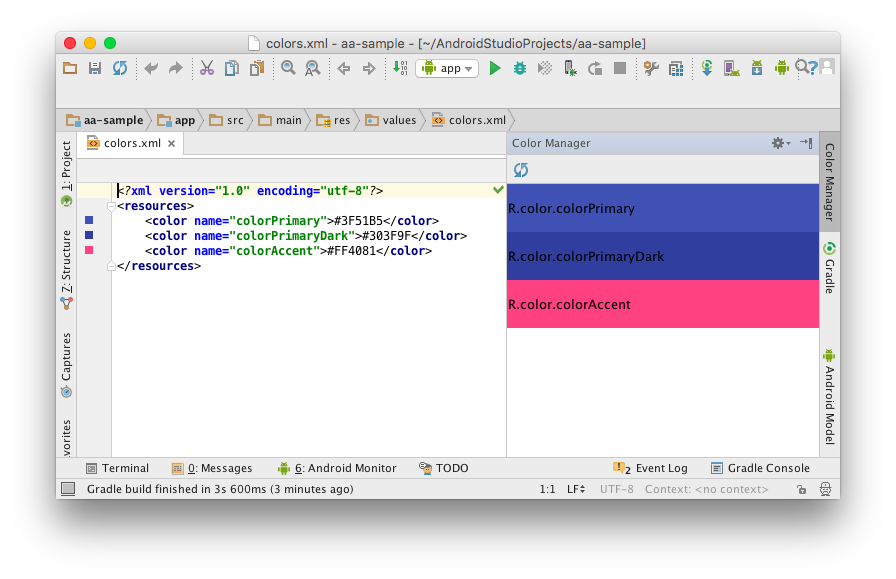 colors.xml - aa-sample - [~/AndroidStudioProjects/aa-sample]
app
aa-sample app src main res values colors.xml
1: Project
Z: Structure
Captures
vorites
colors.xml
<?xml version="1.0" encoding="utf-8"?>
<resources>
<color name="colorPrimary">#3F51B5</color>
<color name="colorPrimaryDark">#303F9F</color>
<color name="colorAccent">#FF4081</color>
</resources>
Color Manager
R.color.colorPrimary
R.color.colorPrimaryDark
R.color.colorAccent
Color Manager
Gradle
Android Model
Terminal 0: Messages 6: Android Monitor TODO 2 Event Log Gradle Console
Gradle build finished in 3s 600ms (3 minutes ago) 1:1 LF UTF-8 Context: <no context>